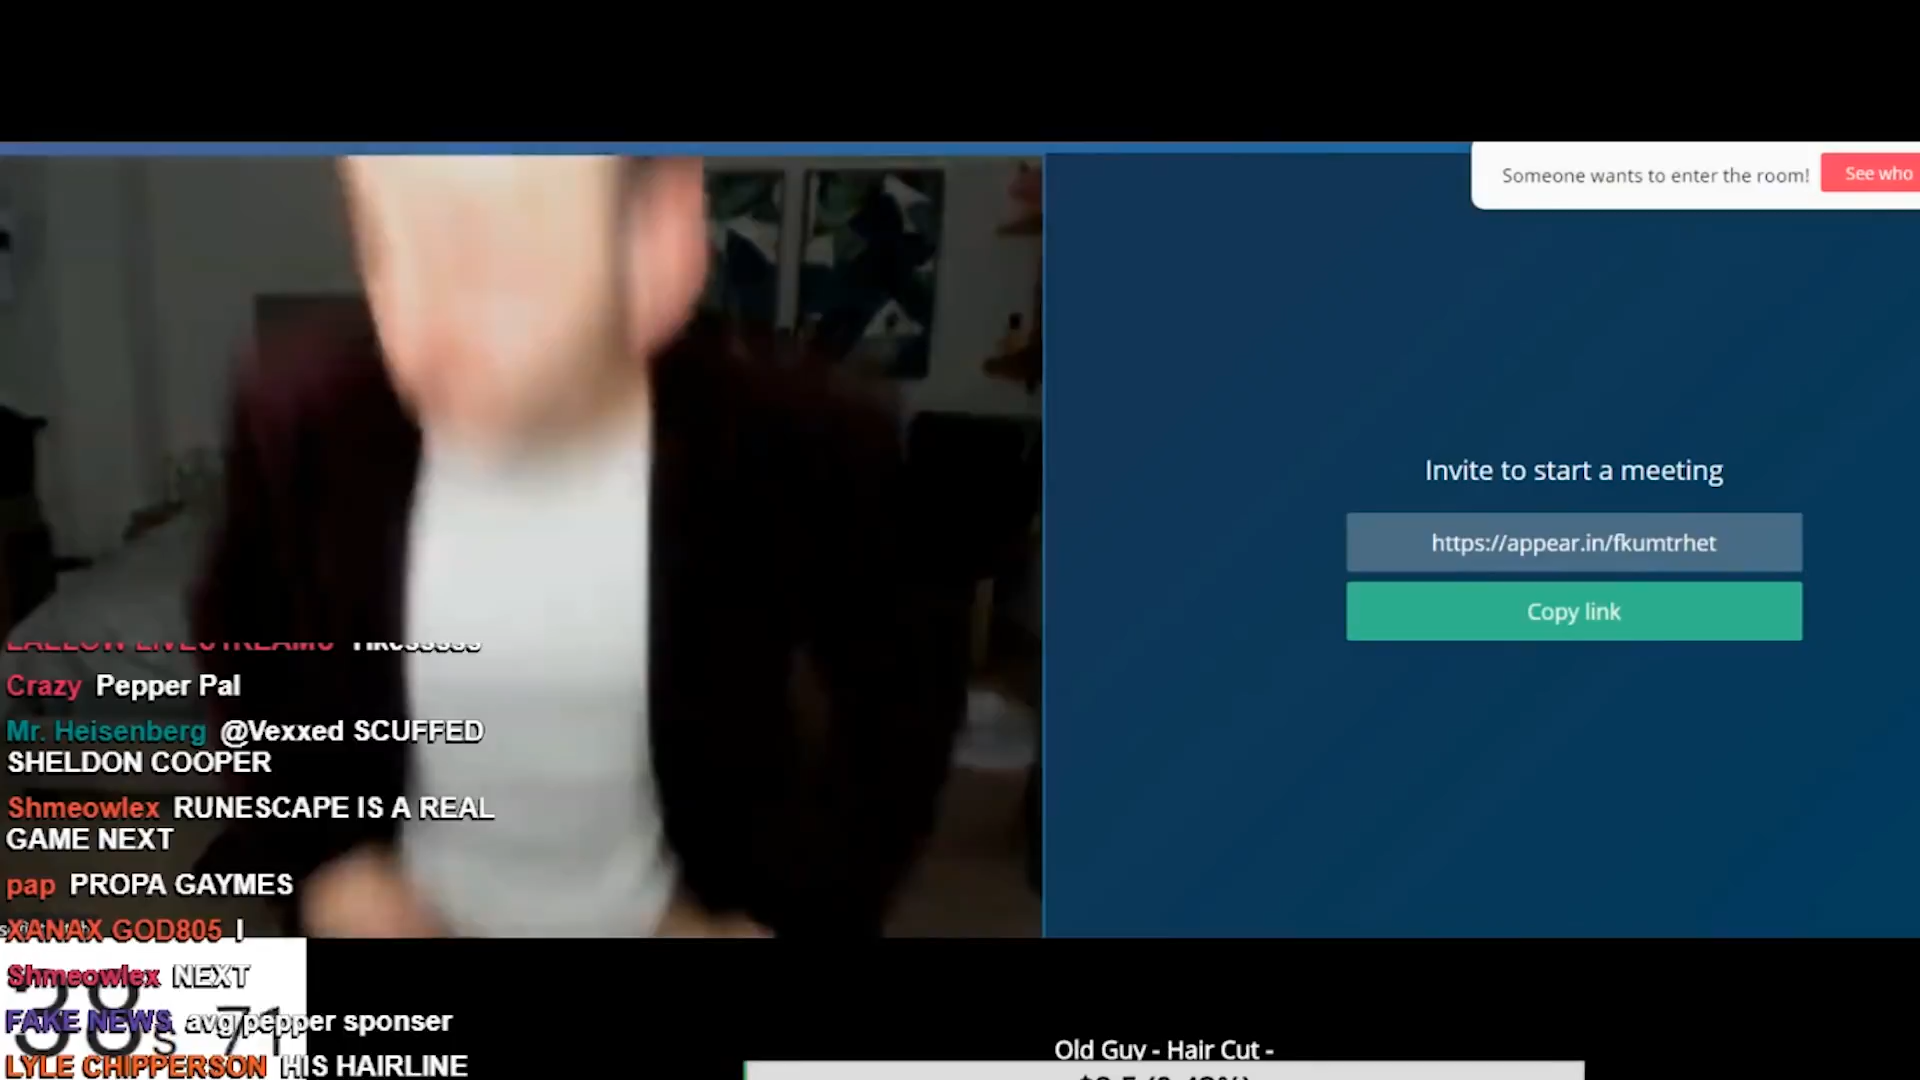 Someone wants to enter the room!
See who
Invite to start a meeting
https://appear.in/fkumtrhet
Copy link
Crazy Pepper Pal
Mr. Heisenberg @Vexxed SCUFFED
SHELDON COOPER
Shmeowlex RUNESCAPE IS A REAL
GAME NEXT
pap PROPA GAYMES
XANAX GOD805 I
Shmeowlex NEXT
38s 71
FAKE NEWS avg pepper sponser
LYLE CHIPPERSON HIS HAIRLINE
Old Guy - Hair Cut -